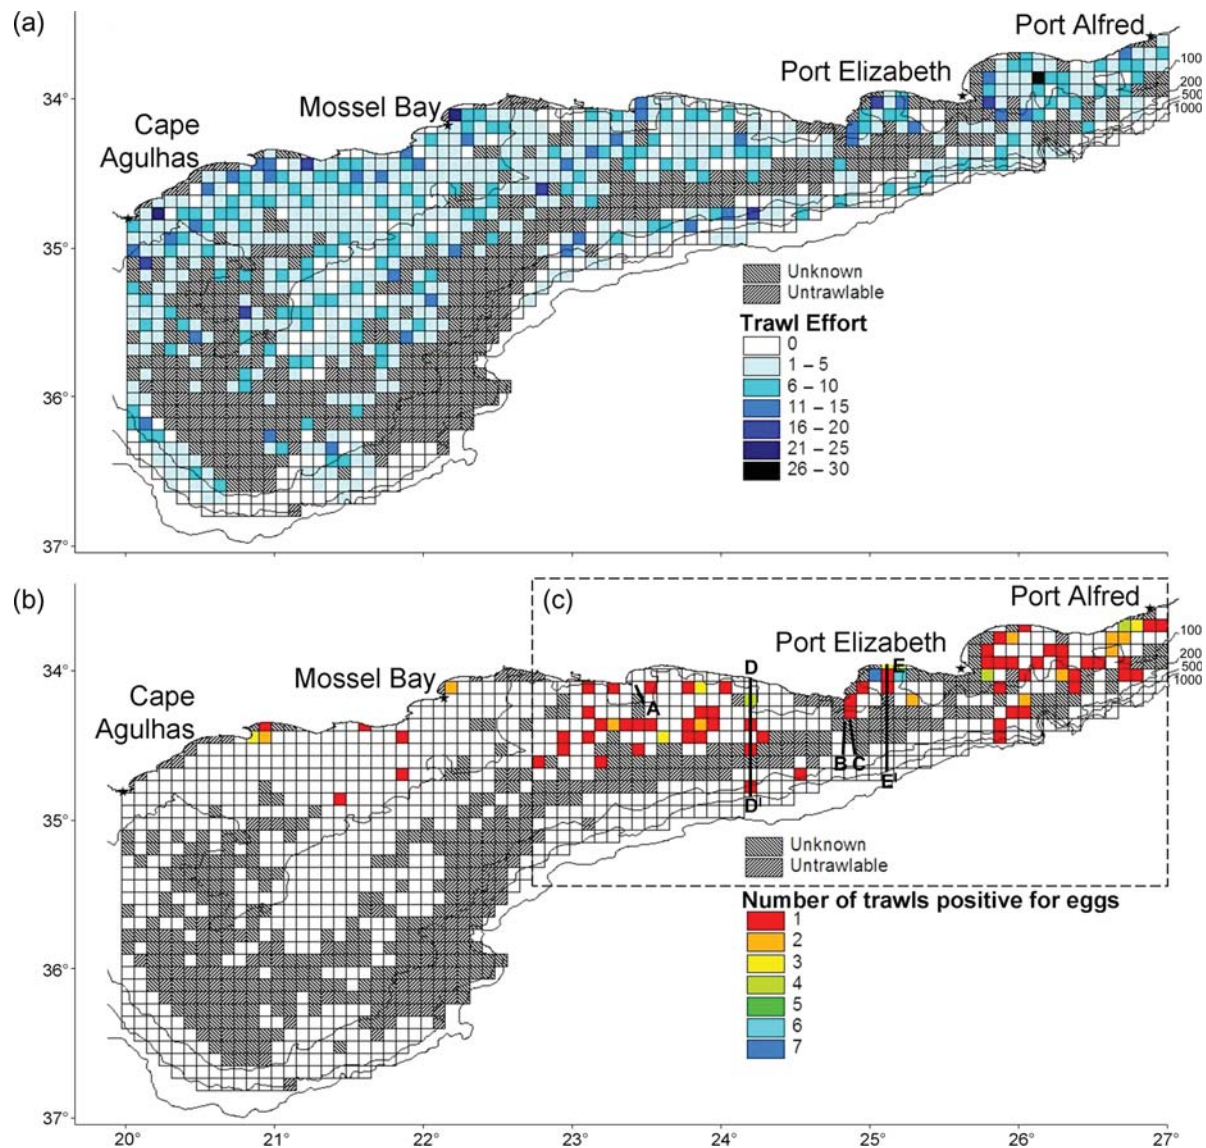 (a)
Port Alfred
Port Elizabeth
Mossel Bay
Cape
Agulhas
100
200
500
1000
34°
35°
36°
37°
Unknown
Untrawlable
Trawl Effort
0
1 – 5
6 – 10
11 – 15
16 – 20
21 – 25
26 – 30
(b)
(c)
Port Alfred
Port Elizabeth
Mossel Bay
Cape
Agulhas
100
200
500
1000
D
E
A
B
C
E'
D'
34°
35°
36°
37°
Unknown
Untrawlable
Number of trawls positive for eggs
1
2
3
4
5
6
7
20°
21°
22°
23°
24°
25°
26°
27°